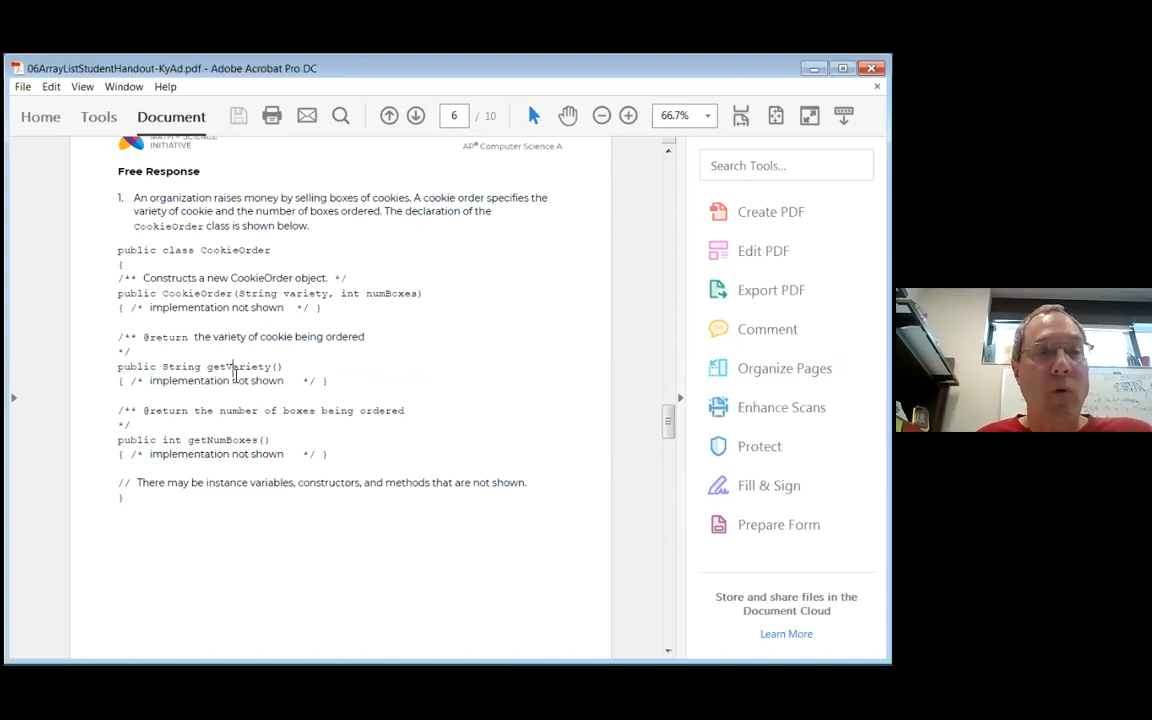 06ArrayListStudentHandout-KyAd.pdf - Adobe Acrobat Pro DC
File Edit View Window Help
Home Tools Document 6 / 10 66.7%
MATH + SCIENCE
INITIATIVE
AP® Computer Science A
Free Response
1. An organization raises money by selling boxes of cookies. A cookie order specifies the
variety of cookie and the number of boxes ordered. The declaration of the
CookieOrder class is shown below.
public class CookieOrder
{
/** Constructs a new CookieOrder object. */
public CookieOrder(String variety, int numBoxes)
{ /* implementation not shown */ }
/** @return the variety of cookie being ordered
*/
public String getVariety()
{ /* implementation not shown */ }
/** @return the number of boxes being ordered
*/
public int getNumBoxes()
{ /* implementation not shown */ }
// There may be instance variables, constructors, and methods that are not shown.
}
Search Tools...
Create PDF
Edit PDF
Export PDF
Comment
Organize Pages
Enhance Scans
Protect
Fill & Sign
Prepare Form
Store and share files in the
Document Cloud
Learn More